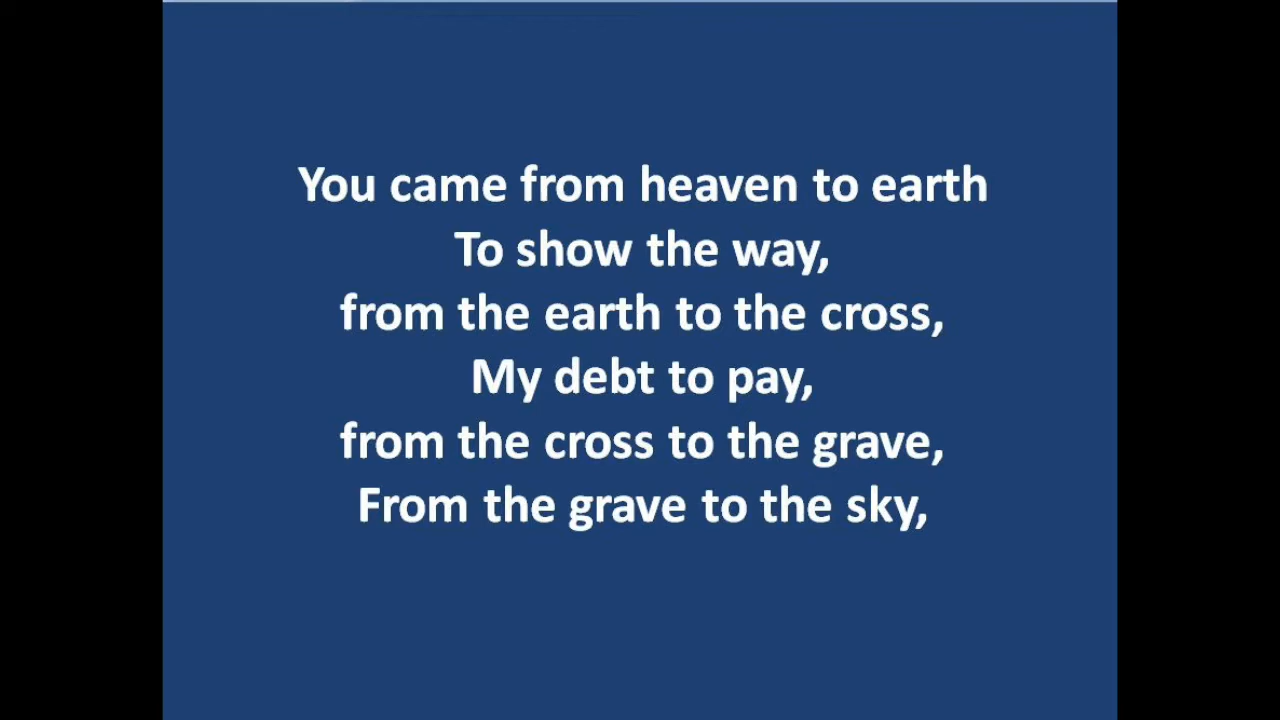 You came from heaven to earth
To show the way,
from the earth to the cross,
My debt to pay,
from the cross to the grave,
From the grave to the sky,